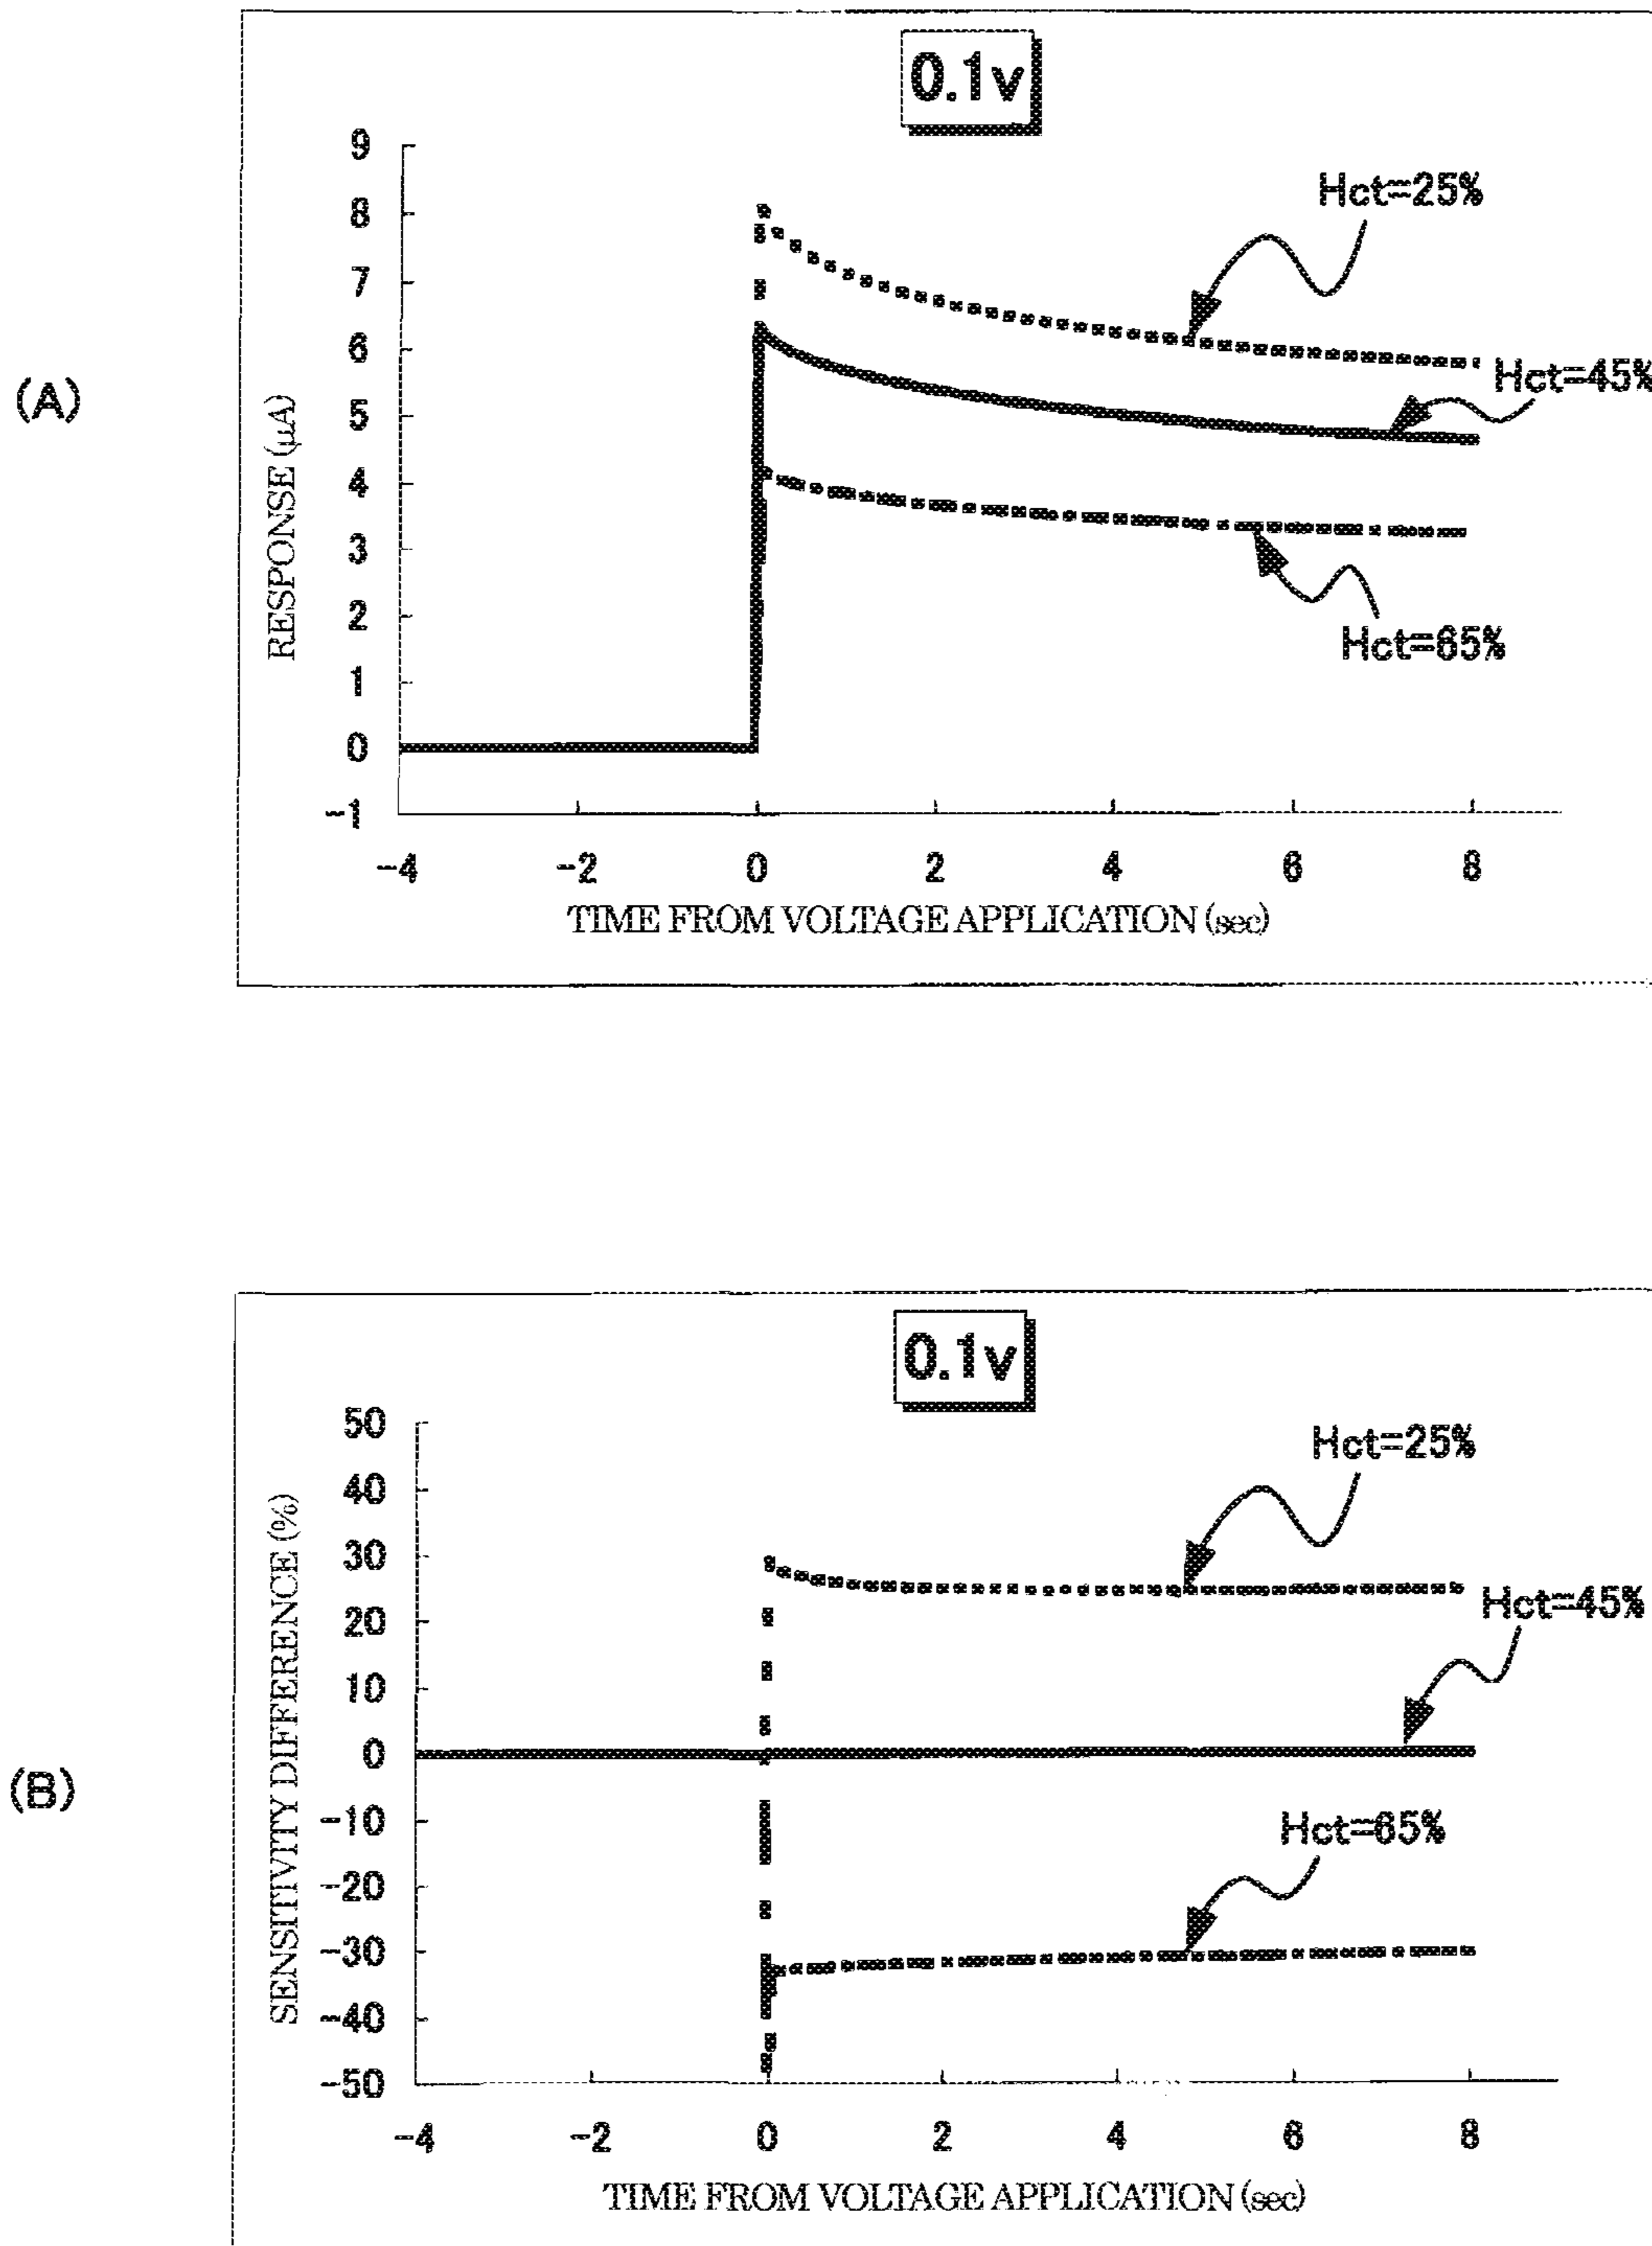 0.1v
9
Hct=25%
8
7
6
Hct=45%
5
(A)
4
3
2
Hct=65%
1
0
-1
RESPONSE (μA)
-4 -2 0 2 4 6 8
TIME FROM VOLTAGE APPLICATION (sec)
0.1v
50
Hct=25%
40
30
Hct=45%
20
10
0
(B)
-10
Hct=65%
-20
-30
-40
-50
SENSITIVITY DIFFERENCE (%)
-4 -2 0 2 4 6 8
TIME FROM VOLTAGE APPLICATION (sec)